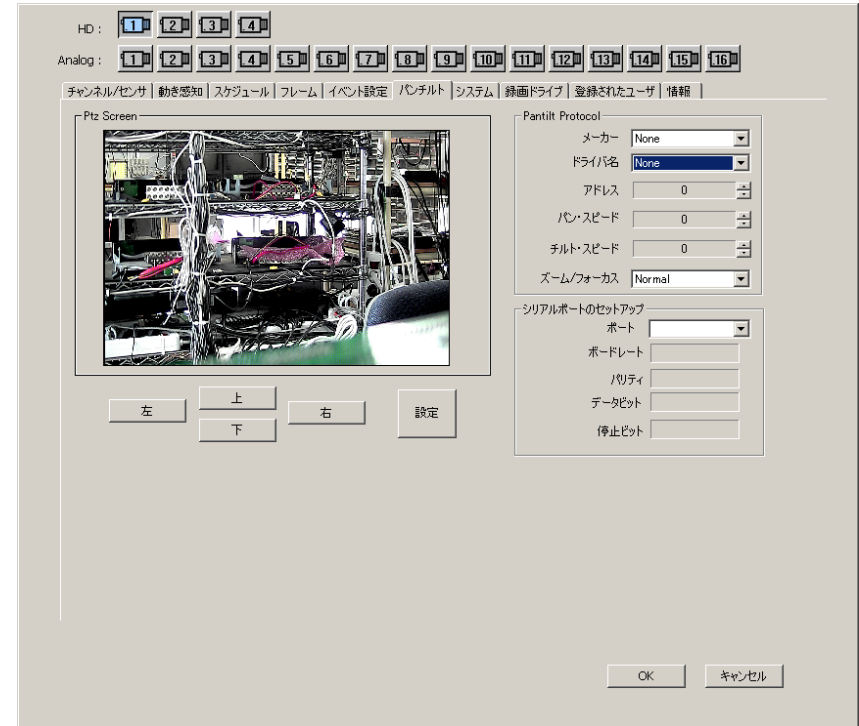 HD : 1 2 3 4
Analog : 1 2 3 4 5 6 7 8 9 10 11 12 13 14 15 16
チャンネル/センサ 動き感知 スケジュール フレーム イベント設定 パンチルト システム 録画ドライブ 登録されたユーザ 情報
Ptz Screen
左
上
下
右
設定
Pantilt Protocol
メーカー None
ドライバ名 None
アドレス 0
パン・スピード 0
チルト・スピード 0
ズーム/フォーカス Normal
シリアルポートのセットアップ
ポート
ボードレート
パリティ
データビット
停止ビット
OK キャンセル